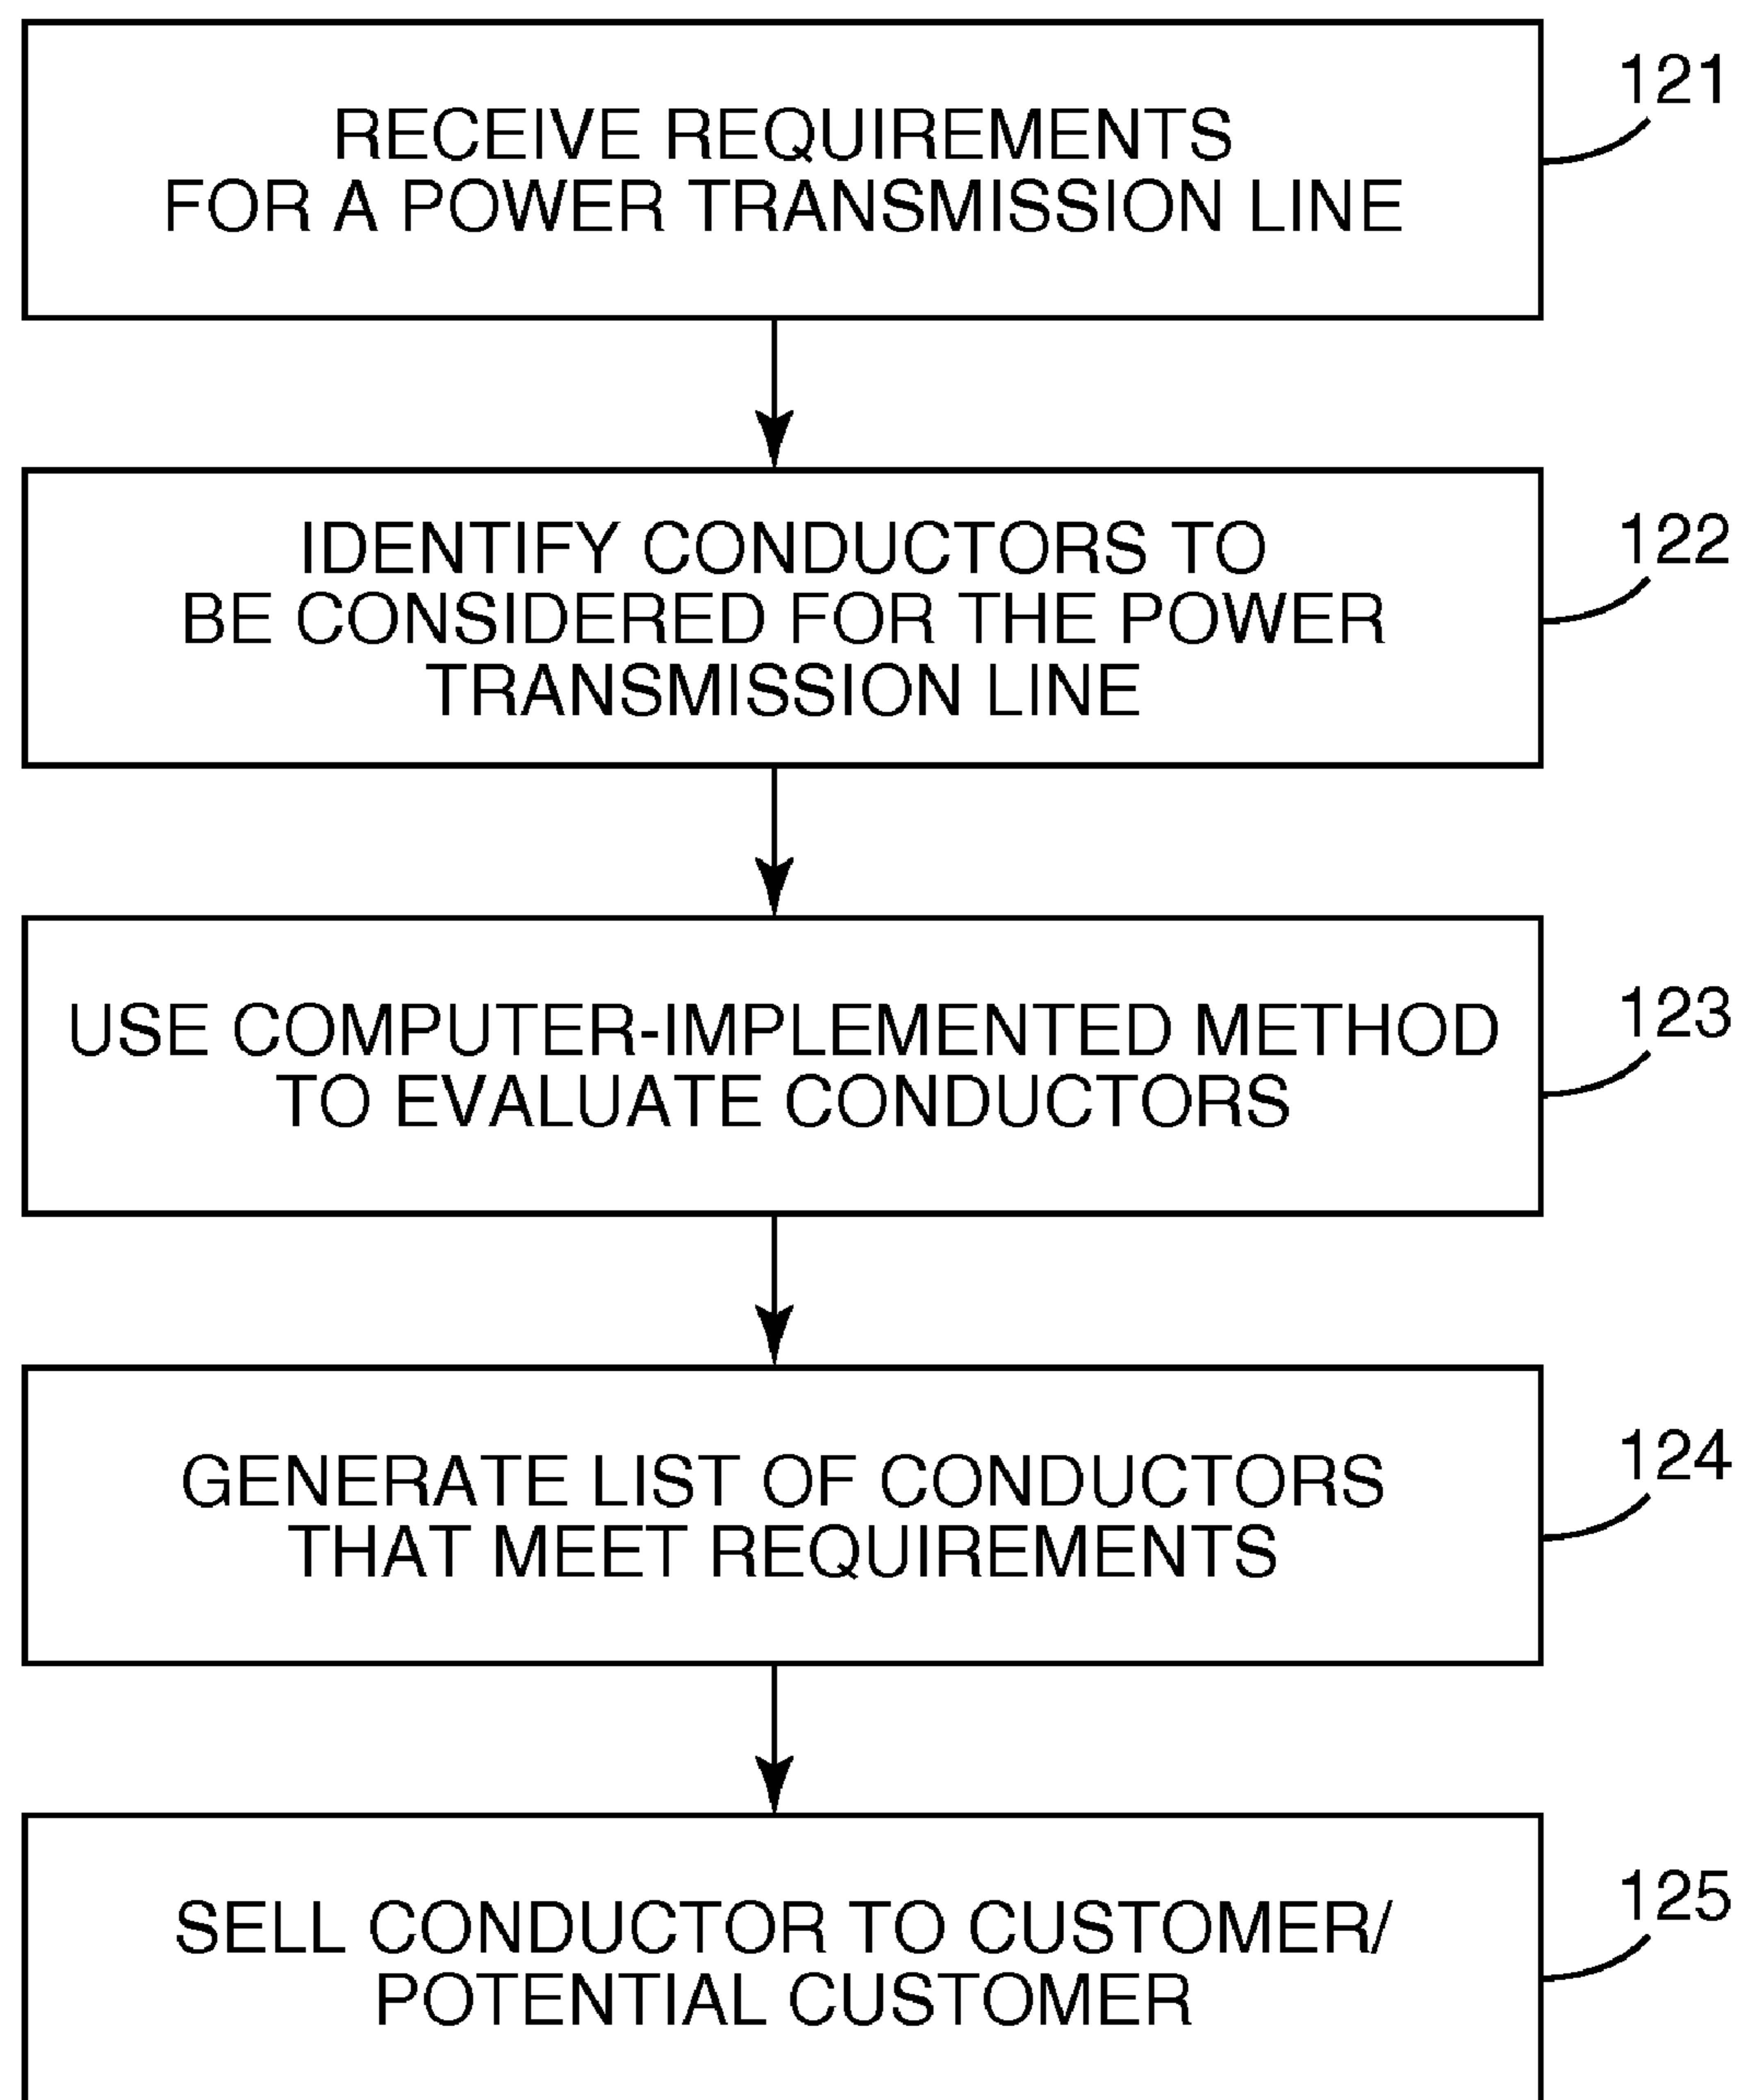 RECEIVE REQUIREMENTS
FOR A POWER TRANSMISSION LINE
121
IDENTIFY CONDUCTORS TO
BE CONSIDERED FOR THE POWER
TRANSMISSION LINE
122
USE COMPUTER-IMPLEMENTED METHOD
TO EVALUATE CONDUCTORS
123
GENERATE LIST OF CONDUCTORS
THAT MEET REQUIREMENTS
124
SELL CONDUCTOR TO CUSTOMER/
POTENTIAL CUSTOMER
125